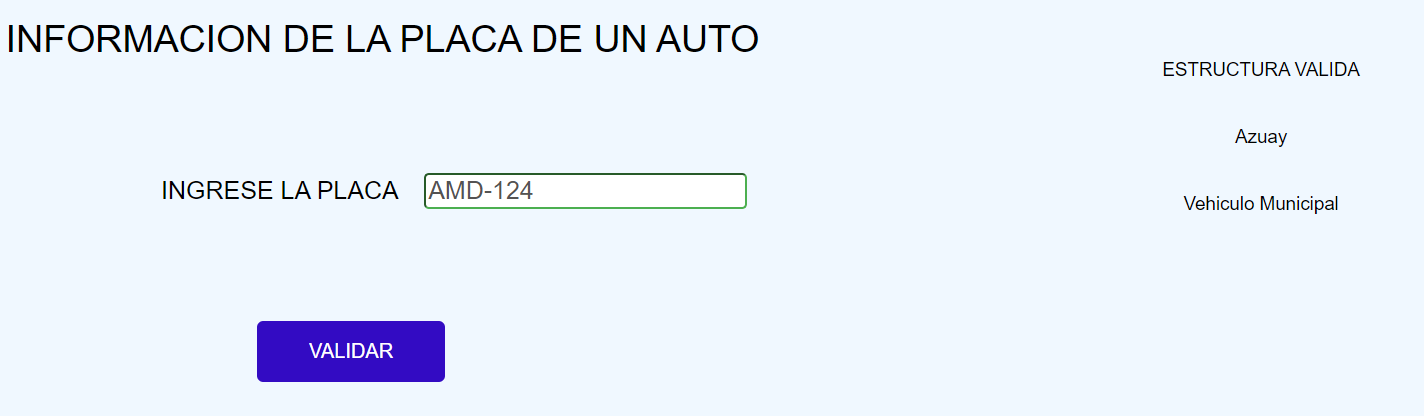 INFORMACION DE LA PLACA DE UN AUTO
INGRESE LA PLACA AMD-124
VALIDAR
ESTRUCTURA VALIDA
Azuay
Vehiculo Municipal